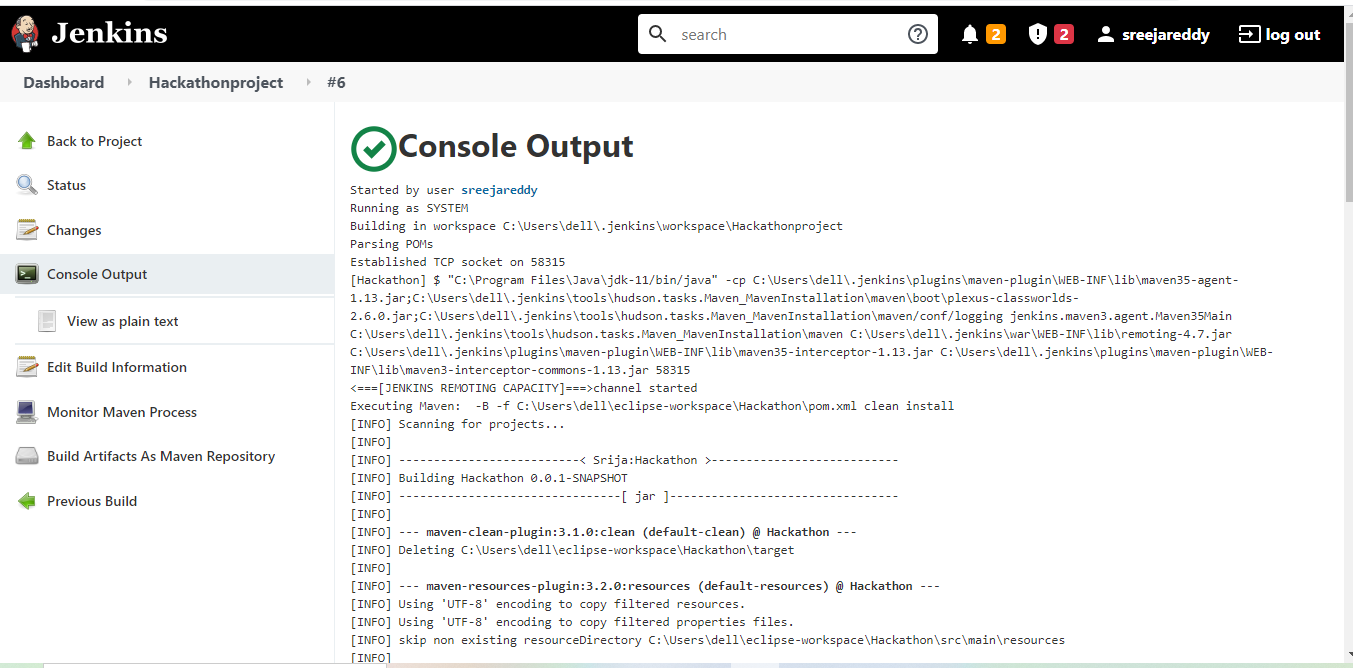 Jenkins
search
2
2
sreejareddy
log out
Dashboard
Hackathonproject
#6
Back to Project
Status
Changes
Console Output
View as plain text
Edit Build Information
Monitor Maven Process
Build Artifacts As Maven Repository
Previous Build
Console Output
Started by user sreejareddy
Running as SYSTEM
Building in workspace C:\Users\dell\.jenkins\workspace\Hackathonproject
Parsing POMs
Established TCP socket on 58315
[Hackathon] $ "C:\Program Files\Java\jdk-11/bin/java" -cp C:\Users\dell\.jenkins\plugins\maven-plugin\WEB-INF\lib\maven35-agent-
1.13.jar;C:\Users\dell\.jenkins\tools\hudson.tasks.Maven_MavenInstallation\maven\boot\plexus-classworlds-
2.6.0.jar;C:\Users\dell\.jenkins\tools\hudson.tasks.Maven_MavenInstallation\maven/conf/logging jenkins.maven3.agent.Maven35Main
C:\Users\dell\.jenkins\tools\hudson.tasks.Maven_MavenInstallation\maven C:\Users\dell\.jenkins\war\WEB-INF\lib\remoting-4.7.jar
C:\Users\dell\.jenkins\plugins\maven-plugin\WEB-INF\lib\maven35-interceptor-1.13.jar C:\Users\dell\.jenkins\plugins\maven-plugin\WEB-
INF\lib\maven3-interceptor-commons-1.13.jar 58315
<===[JENKINS REMOTING CAPACITY]===>channel started
Executing Maven:  -B -f C:\Users\dell\eclipse-workspace\Hackathon\pom.xml clean install
[INFO] Scanning for projects...
[INFO]
[INFO] --------------------------< Srija:Hackathon >---------------------------
[INFO] Building Hackathon 0.0.1-SNAPSHOT
[INFO] --------------------------------[ jar ]---------------------------------
[INFO]
[INFO] --- maven-clean-plugin:3.1.0:clean (default-clean) @ Hackathon ---
[INFO] Deleting C:\Users\dell\eclipse-workspace\Hackathon\target
[INFO]
[INFO] --- maven-resources-plugin:3.2.0:resources (default-resources) @ Hackathon ---
[INFO] Using 'UTF-8' encoding to copy filtered resources.
[INFO] Using 'UTF-8' encoding to copy filtered properties files.
[INFO] skip non existing resourceDirectory C:\Users\dell\eclipse-workspace\Hackathon\src\main\resources
[INFO]